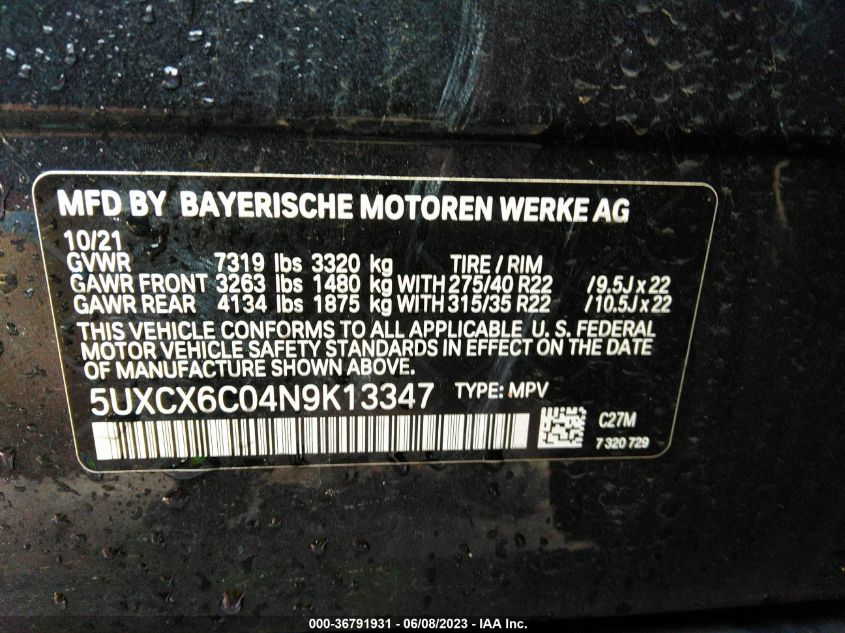 MFD BY BAYERISCHE MOTOREN WERKE AG
10/21
GVWR 7319 lbs 3320 kg TIRE / RIM
GAWR FRONT 3263 lbs 1480 kg WITH 275/40 R22 /9.5J x 22
GAWR REAR 4134 lbs 1875 kg WITH 315/35 R22 /10.5J x 22
THIS VEHICLE CONFORMS TO ALL APPLICABLE U. S. FEDERAL
MOTOR VEHICLE SAFETY STANDARDS IN EFFECT ON THE DATE
OF MANUFACTURE SHOWN ABOVE.
5UXCX6C04N9K13347 TYPE: MPV
C27M
7 320 729
000-36791931 - 06/08/2023 - IAA Inc.